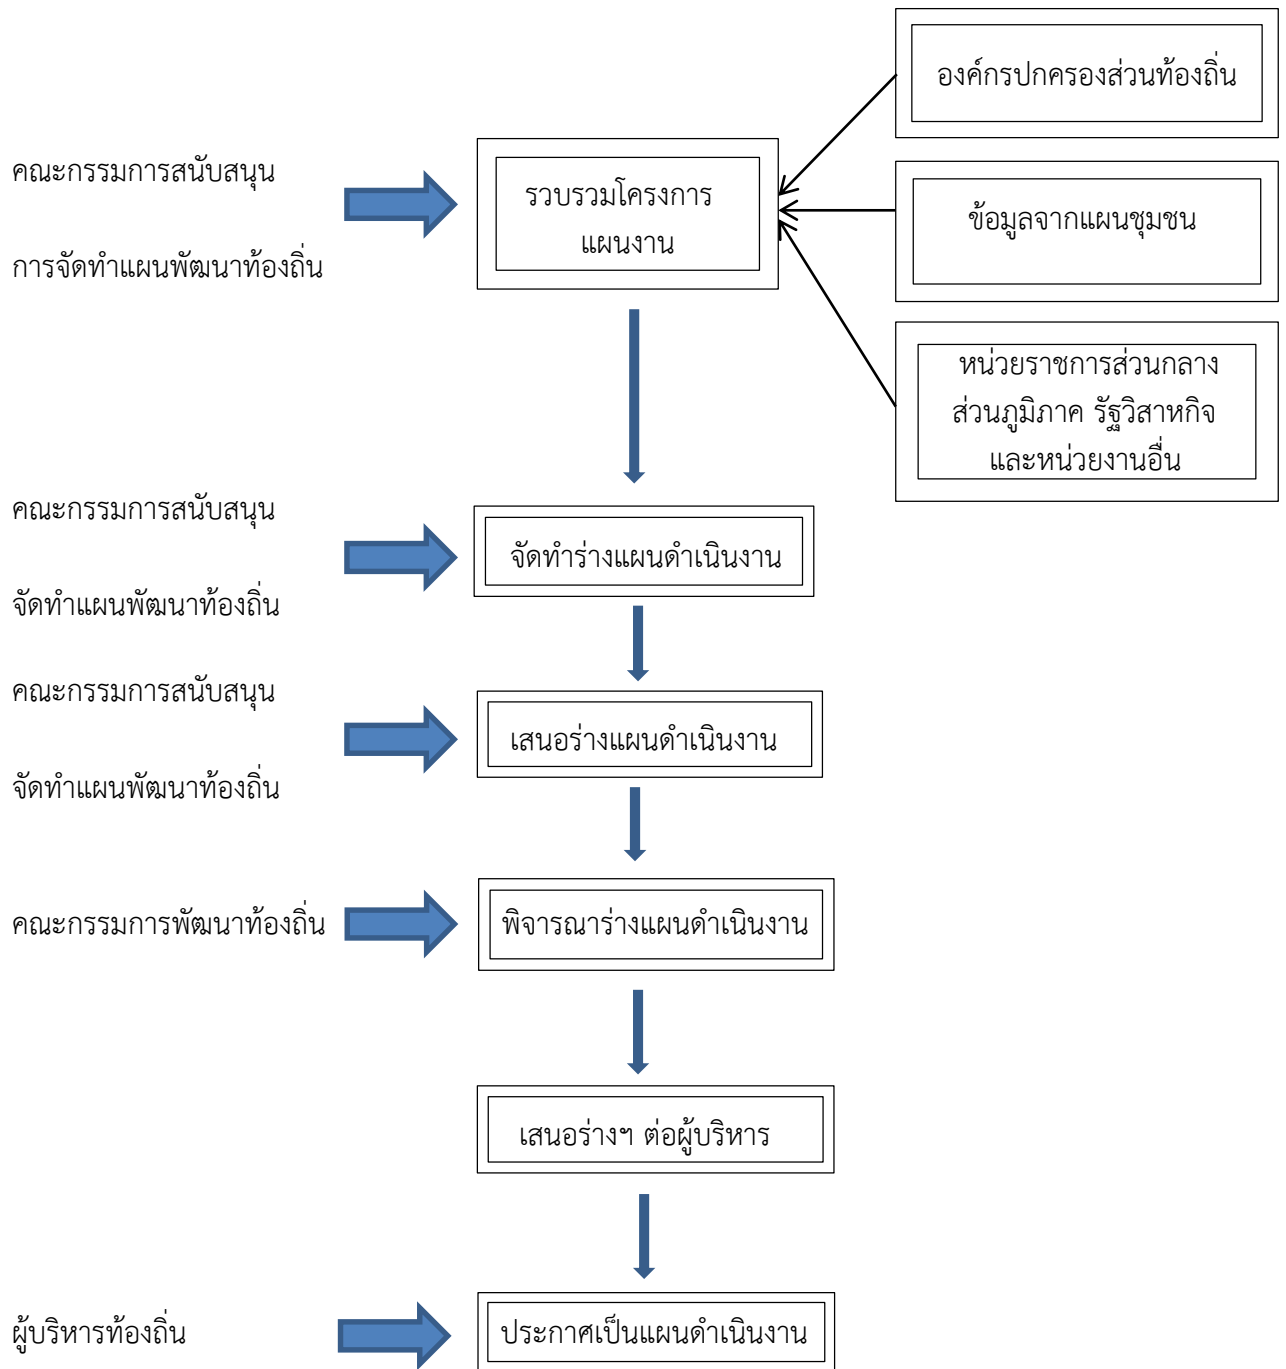 องค์กรปกครองส่วนท้องถิ่น
คณะกรรมการสนับสนุน
การจัดทำแผนพัฒนาท้องถิ่น
รวบรวมโครงการ
แผนงาน
ข้อมูลจากแผนชุมชน
หน่วยราชการส่วนกลาง
ส่วนภูมิภาค รัฐวิสาหกิจ
และหน่วยงานอื่น
คณะกรรมการสนับสนุน
จัดทำแผนพัฒนาท้องถิ่น
จัดทำร่างแผนดำเนินงาน
คณะกรรมการสนับสนุน
จัดทำแผนพัฒนาท้องถิ่น
เสนอร่างแผนดำเนินงาน
คณะกรรมการพัฒนาท้องถิ่น
พิจารณาร่างแผนดำเนินงาน
เสนอร่างฯ ต่อผู้บริหาร
ผู้บริหารท้องถิ่น
ประกาศเป็นแผนดำเนินงาน